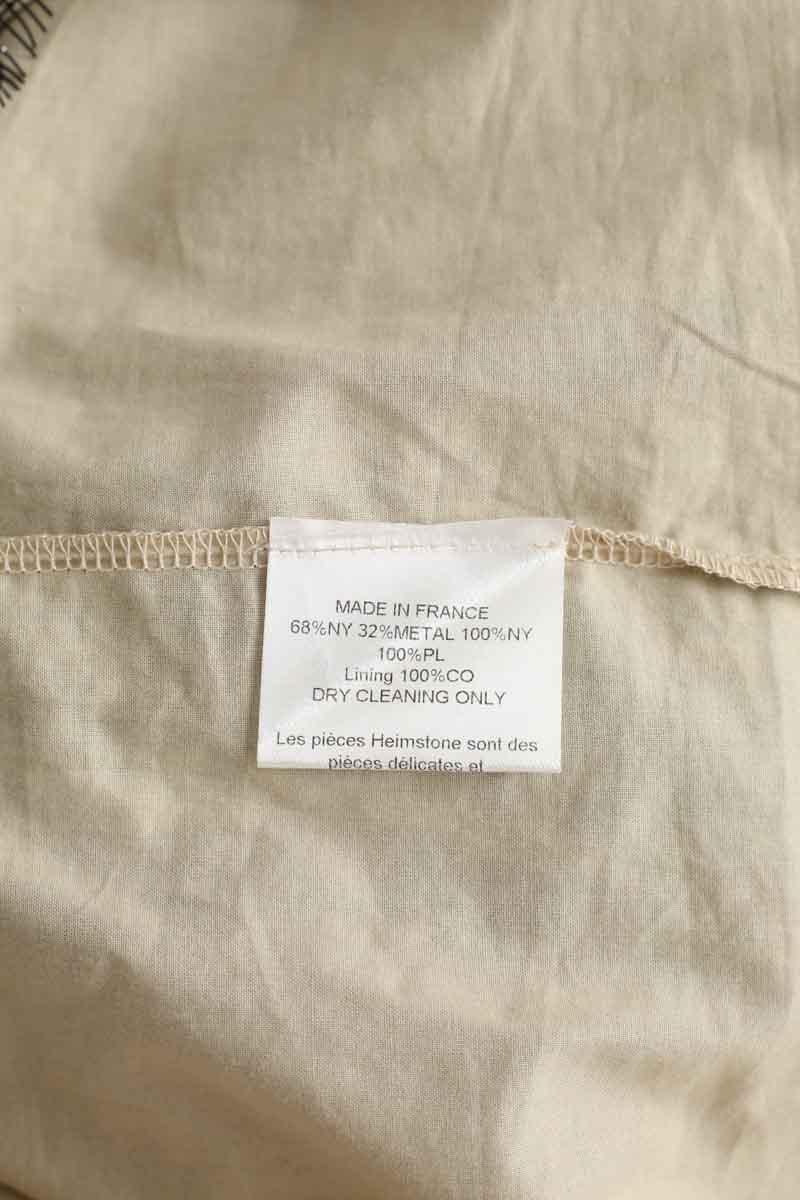 MADE IN FRANCE
68%NY 32%METAL 100%NY
100%PL
Lining 100%CO
DRY CLEANING ONLY
Les pièces Heimstone sont des
pièces délicates et